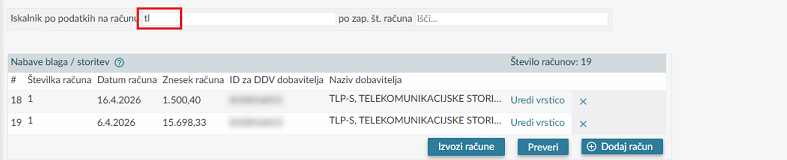 Iskalnik po podatkih na računu tl po zap. št. računa Išči...
Nabave blaga / storitev ? Število računov: 19
# Številka računa Datum računa Znesek računa ID za DDV dobavitelja Naziv dobavitelja
18 1 16.4.2026 1.500,40 TLP-S, TELEKOMUNIKACIJSKE STORI... Uredi vrstico ×
19 1 6.4.2026 15.698,33 TLP-S, TELEKOMUNIKACIJSKE STORI... Uredi vrstico ×
Izvozi račune Preveri Dodaj račun